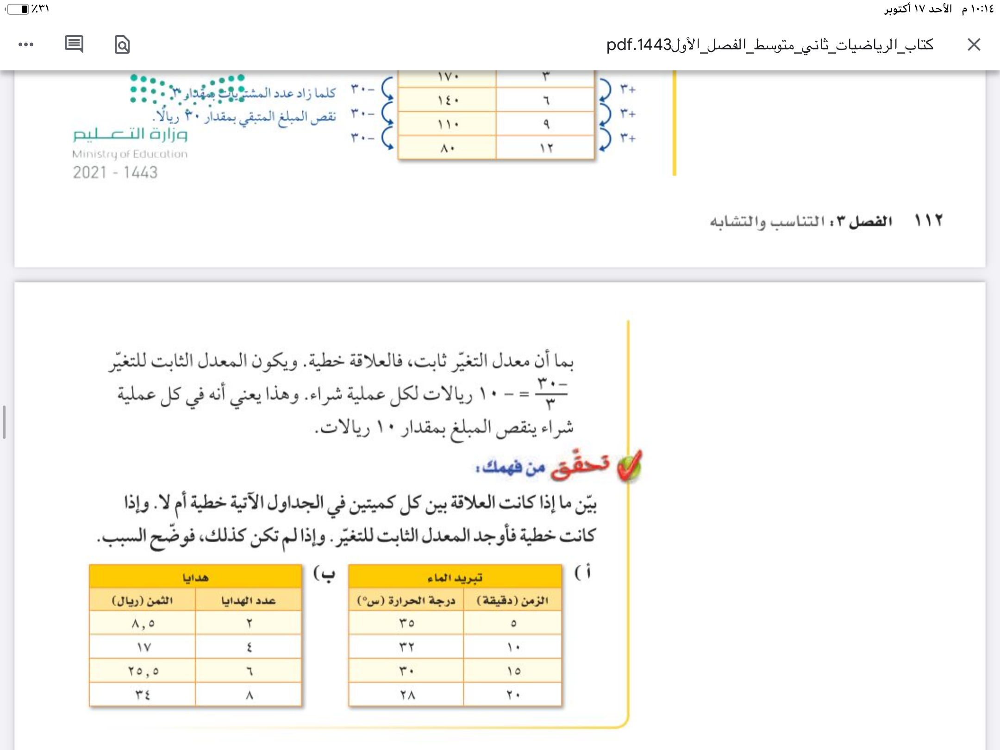 ١٠:١٤ م الأحد ١٧ أكتوبر
٪٣١
كتاب_الرياضيات_ثاني_متوسط_الفصل_الأول1443.pdf
٣ ١٧٠
٦ ١٤٠
٩ ١١٠
١٢ ٨٠
+٣ −٣٠
+٣ −٣٠
+٣ −٣٠
كلما زاد عدد المشتريات بمقدار ٣،
نقص المبلغ المتبقي بمقدار ٣٠ ريالًا.
وزارة التعليم
Ministry of Education
2021 - 1443
١١٢ الفصل ٣: التناسب والتشابه
بما أن معدل التغيّر ثابت، فالعلاقة خطية. ويكون المعدل الثابت للتغيّر
−٣٠/٣ = −١٠ ريالات لكل عملية شراء. وهذا يعني أنه في كل عملية
شراء ينقص المبلغ بمقدار ١٠ ريالات.
تحقَّق من فهمك:
بيّن ما إذا كانت العلاقة بين كل كميتين في الجداول الآتية خطية أم لا. وإذا
كانت خطية فأوجد المعدل الثابت للتغيّر. وإذا لم تكن كذلك، فوضّح السبب.
أ )
تبريد الماء
الزمن (دقيقة) درجة الحرارة (س°)
٥ ٣٥
١٠ ٣٢
١٥ ٣٠
٢٠ ٢٨
ب)
هدايا
عدد الهدايا الثمن (ريال)
٢ ٨,٥
٤ ١٧
٦ ٢٥,٥
٨ ٣٤